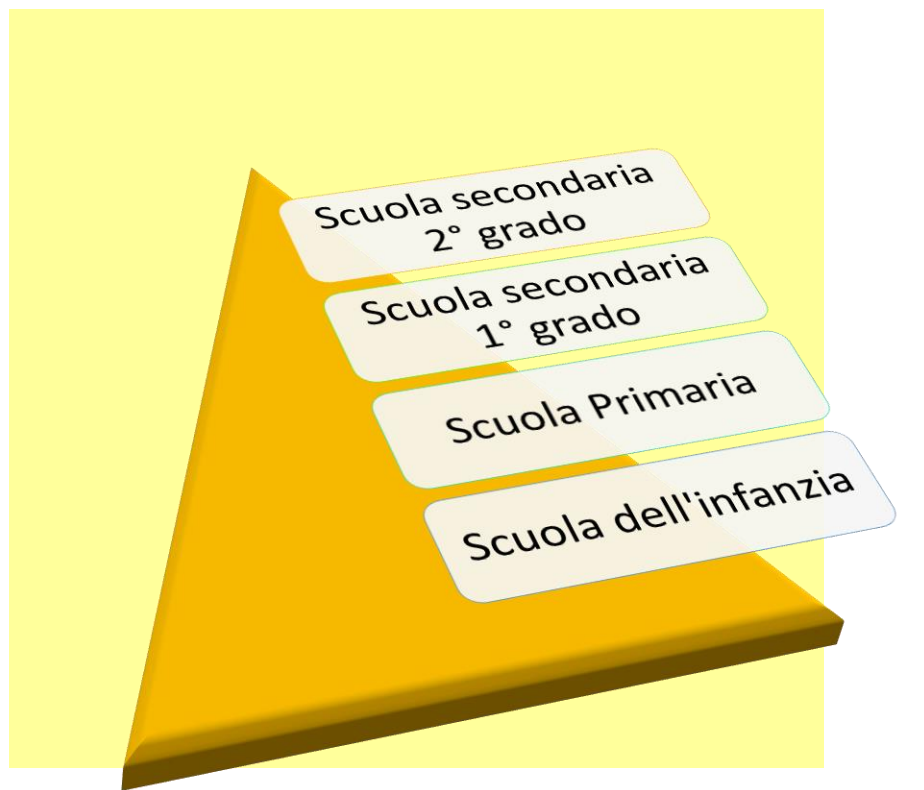 Scuola secondaria
2° grado
Scuola secondaria
1° grado
Scuola Primaria
Scuola dell'infanzia